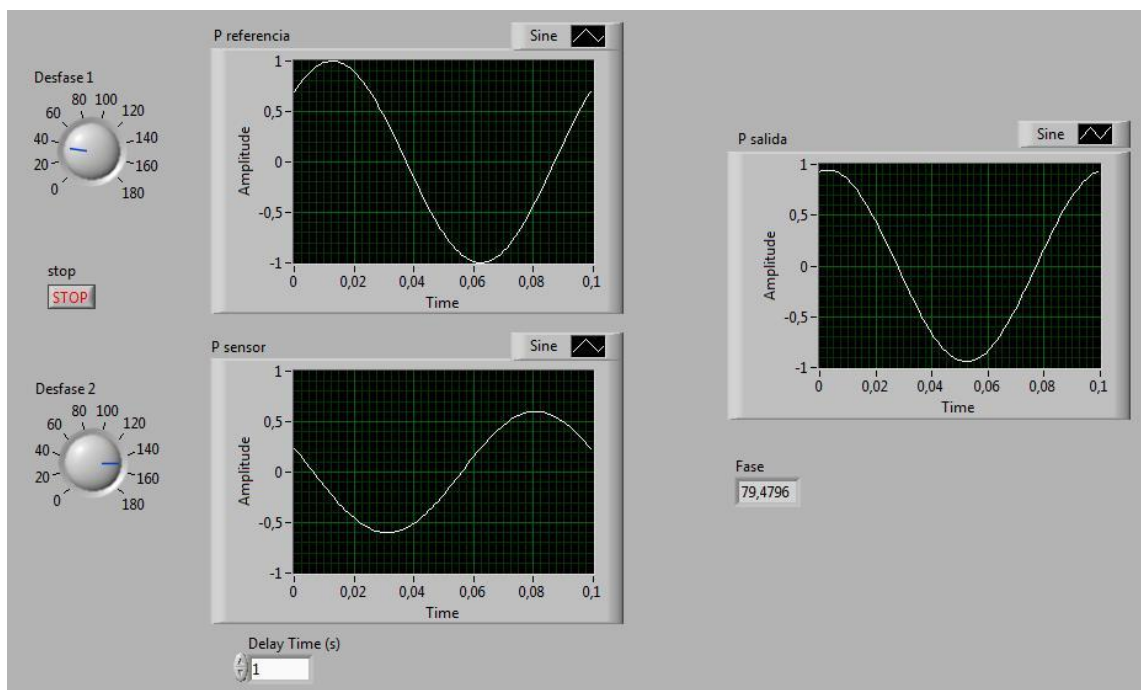 P referencia
Sine
Desfase 1
0 20 40 60 80 100 120 140 160 180
Amplitude
1
0,5
0
-0,5
-1
0 0,02 0,04 0,06 0,08 0,1
Time
stop
STOP
P sensor
Sine
Desfase 2
0 20 40 60 80 100 120 140 160 180
Amplitude
1
0,5
0
-0,5
-1
0 0,02 0,04 0,06 0,08 0,1
Time
Delay Time (s)
1
P salida
Sine
Amplitude
1
0,5
0
-0,5
-1
0 0,02 0,04 0,06 0,08 0,1
Time
Fase
79,4796